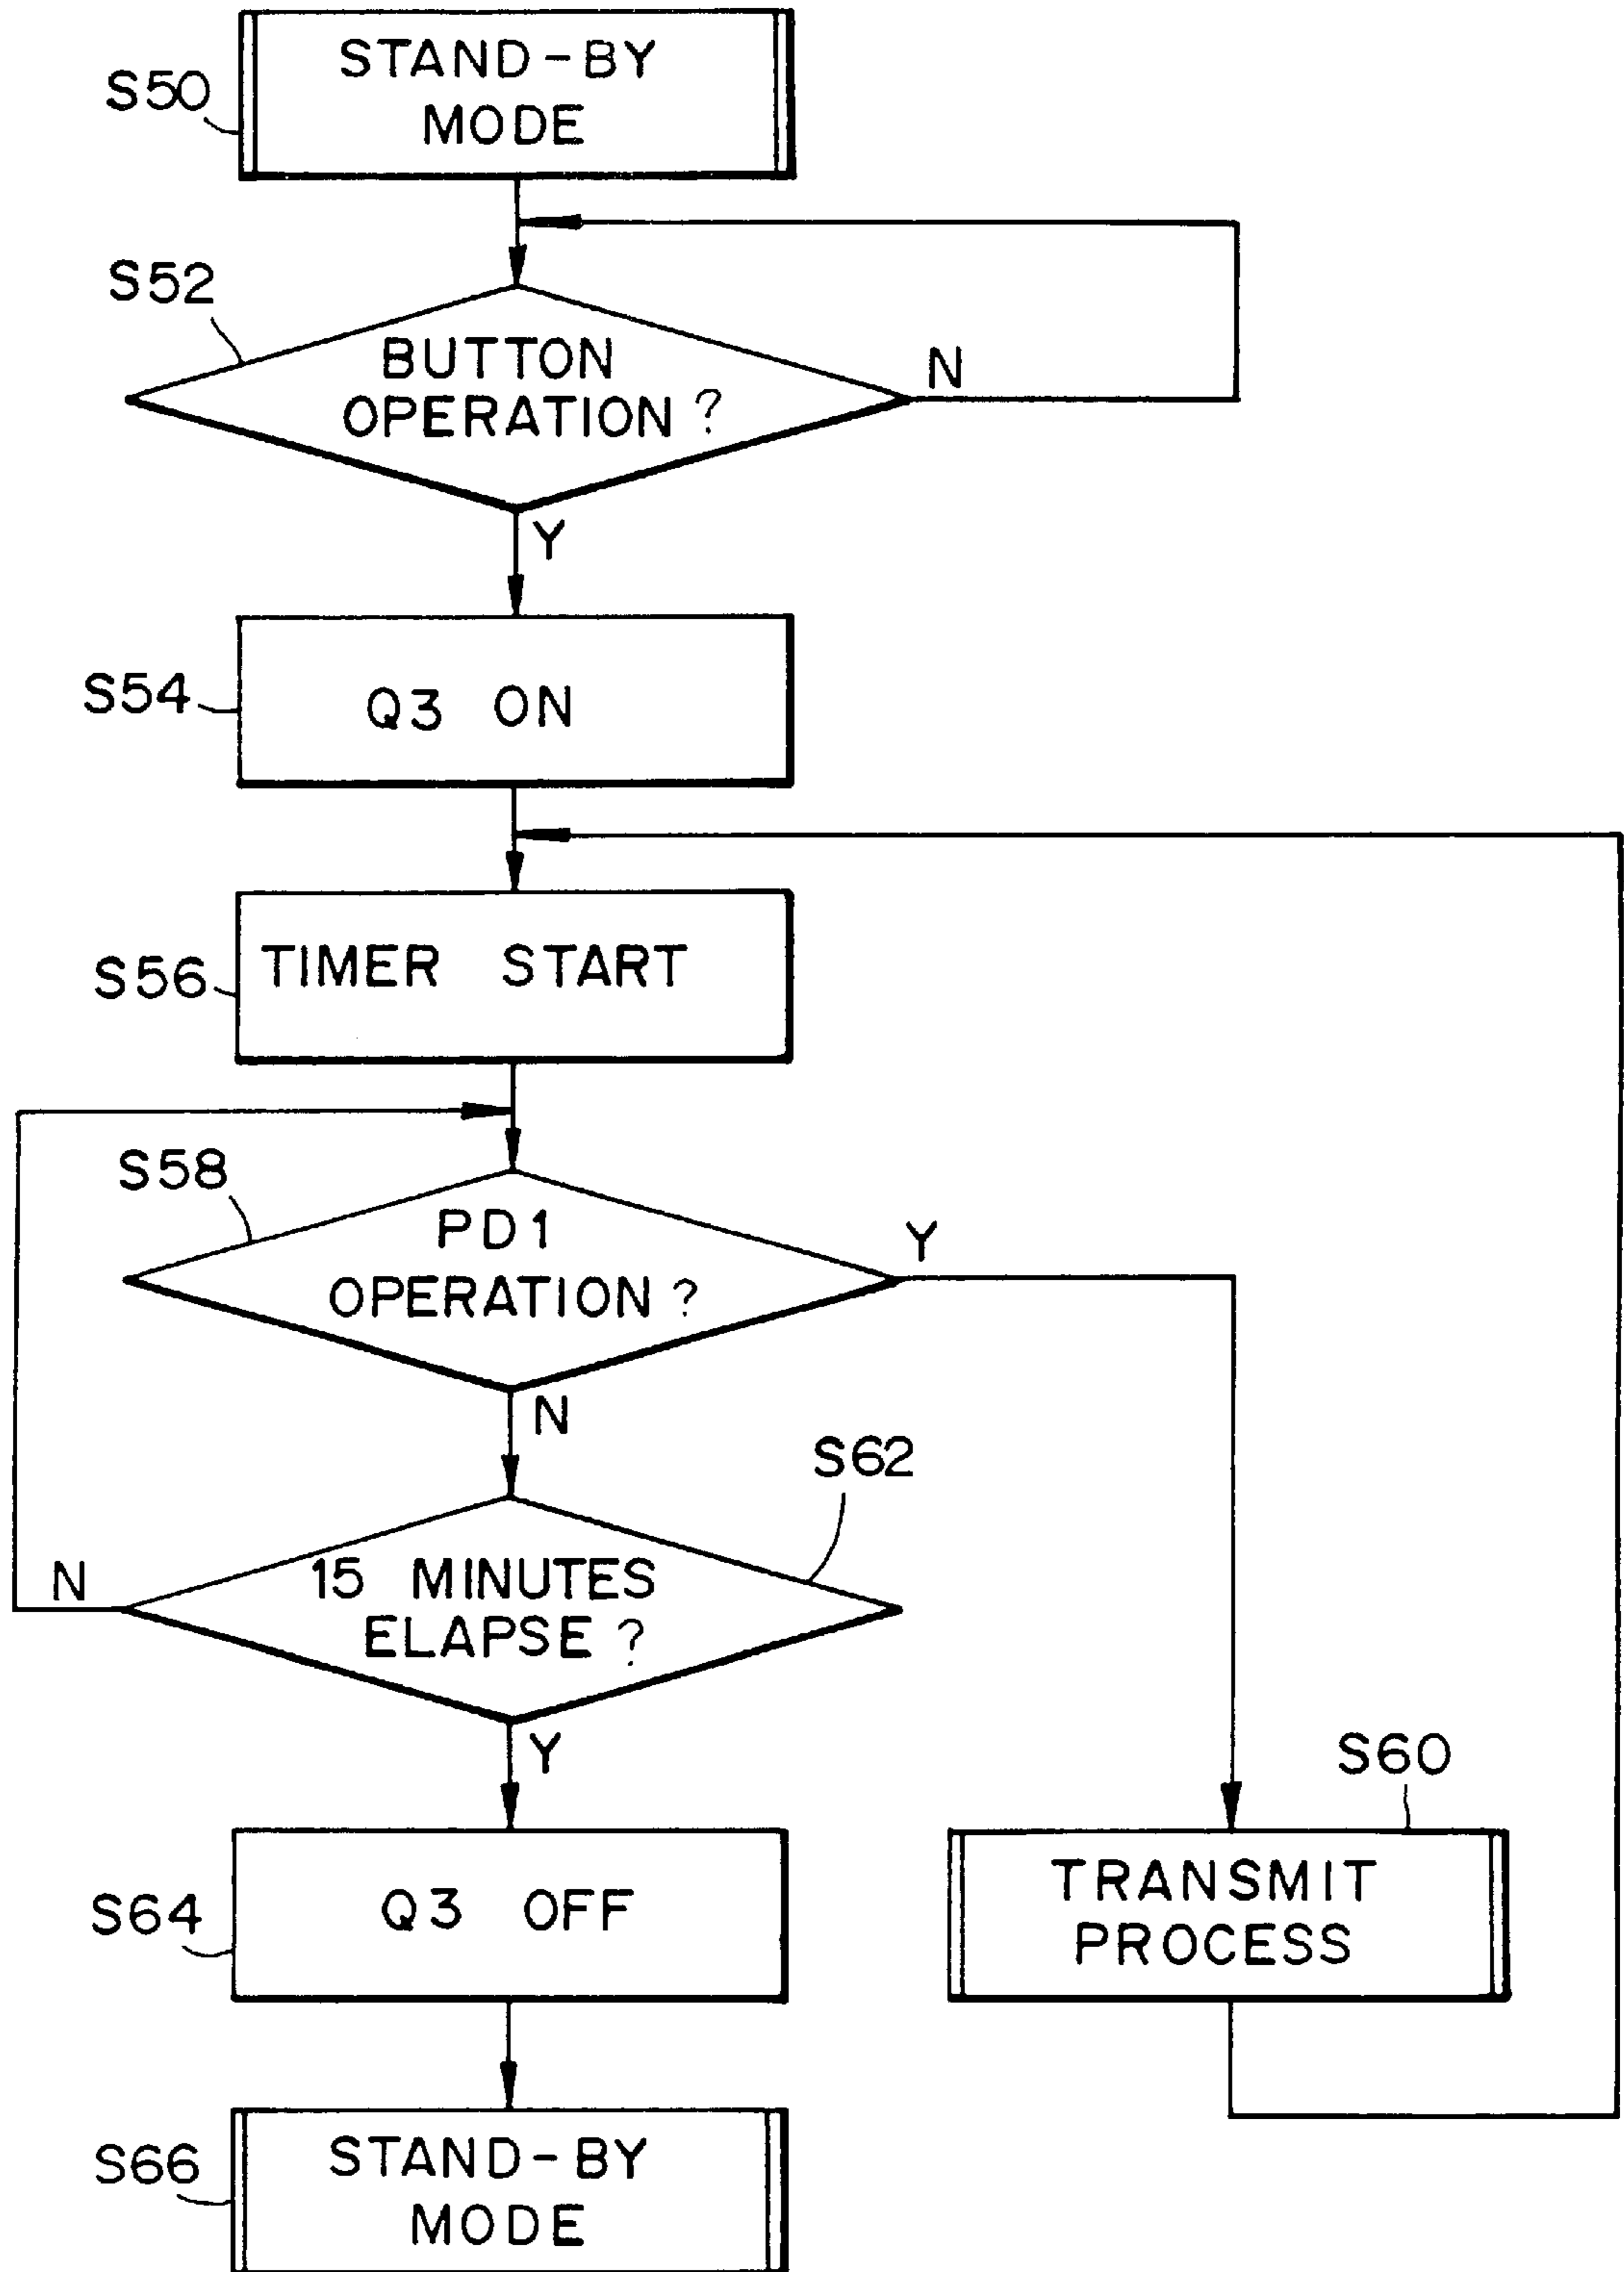 S50
STAND-BY
MODE
S52
BUTTON
OPERATION ?
N
Y
S54
Q3 ON
S56
TIMER START
S58
PD1
OPERATION ?
Y
N
S62
15 MINUTES
ELAPSE ?
N
Y
S60
TRANSMIT
PROCESS
S64
Q3 OFF
S66
STAND-BY
MODE